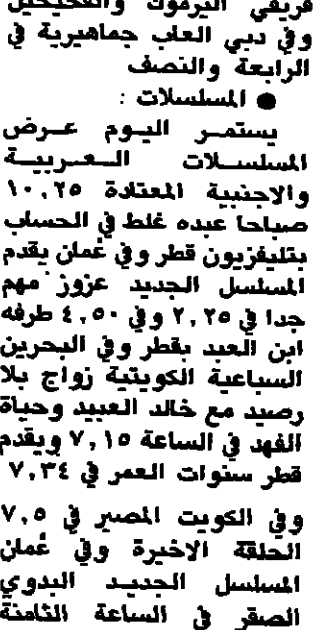 فريقي اليرموك والفحيحيل
وفي دبي العاب جماهيرية في
الرابعة والنصف
● المسلسلات :
يستمر اليوم عرض
المسلسلات العربية
والاجنبية المعتادة ١٠,٢٥
صباحا عبده غلط في الحساب
بتليفزيون قطر وفي عُمان يقدم
المسلسل الجديد عزوز مهم
جدا في ٢,٢٥ وفي ٤,٥٠ طرفه
ابن العبد بقطر وفي البحرين
السباعية الكويتية زواج بلا
رصيد مع خالد العبيد وحياة
الفهد في الساعة ٧,١٥ ويقدم
قطر سنوات العمر في ٧,٣٤
وفي الكويت المصير في ٧,٥
الحلقة الاخيرة وفي عُمان
المسلسل الجديد البدوي
الصقر في الساعة الثامنة